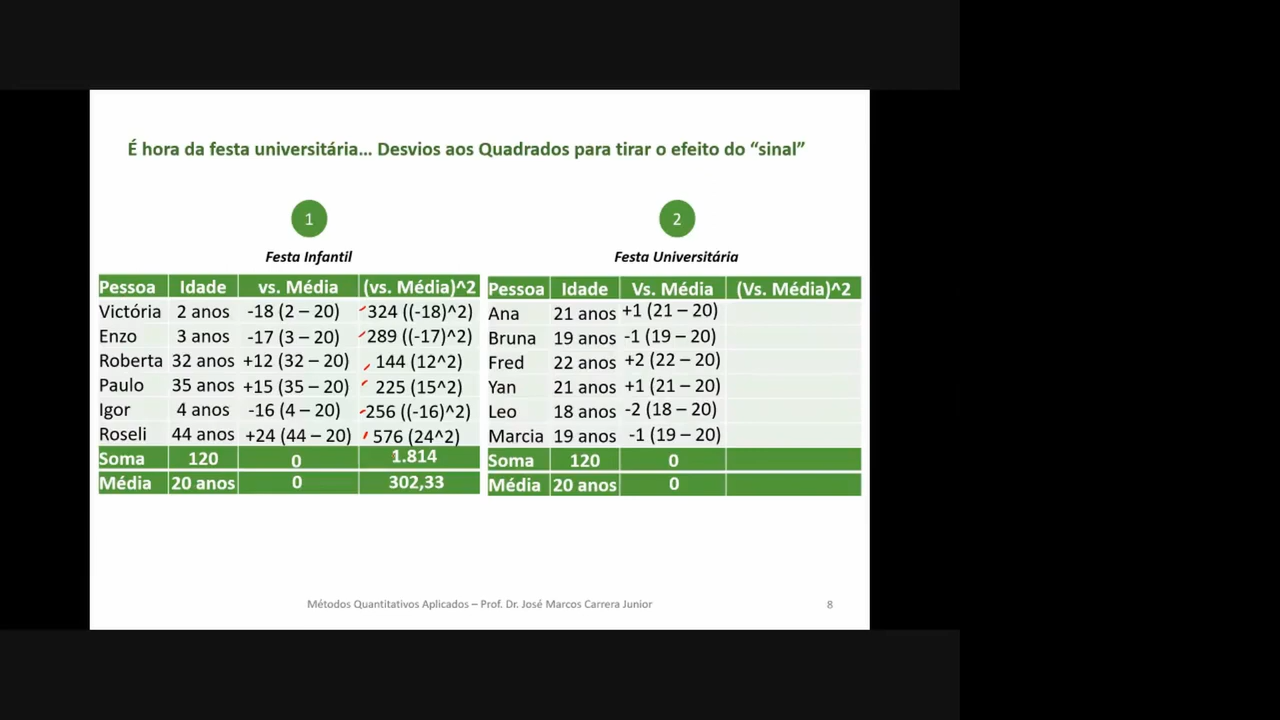 É hora da festa universitária... Desvios aos Quadrados para tirar o efeito do “sinal”
1
Festa Infantil
Pessoa Idade vs. Média (vs. Média)^2
Victória 2 anos -18 (2 – 20) 324 ((-18)^2)
Enzo 3 anos -17 (3 – 20) 289 ((-17)^2)
Roberta 32 anos +12 (32 – 20) 144 (12^2)
Paulo 35 anos +15 (35 – 20) 225 (15^2)
Igor 4 anos -16 (4 – 20) 256 ((-16)^2)
Roseli 44 anos +24 (44 – 20) 576 (24^2)
Soma 120 0 1.814
Média 20 anos 0 302,33
2
Festa Universitária
Pessoa Idade Vs. Média (Vs. Média)^2
Ana 21 anos +1 (21 – 20)
Bruna 19 anos -1 (19 – 20)
Fred 22 anos +2 (22 – 20)
Yan 21 anos +1 (21 – 20)
Leo 18 anos -2 (18 – 20)
Marcia 19 anos -1 (19 – 20)
Soma 120 0
Média 20 anos 0
Métodos Quantitativos Aplicados – Prof. Dr. José Marcos Carrera Junior 8